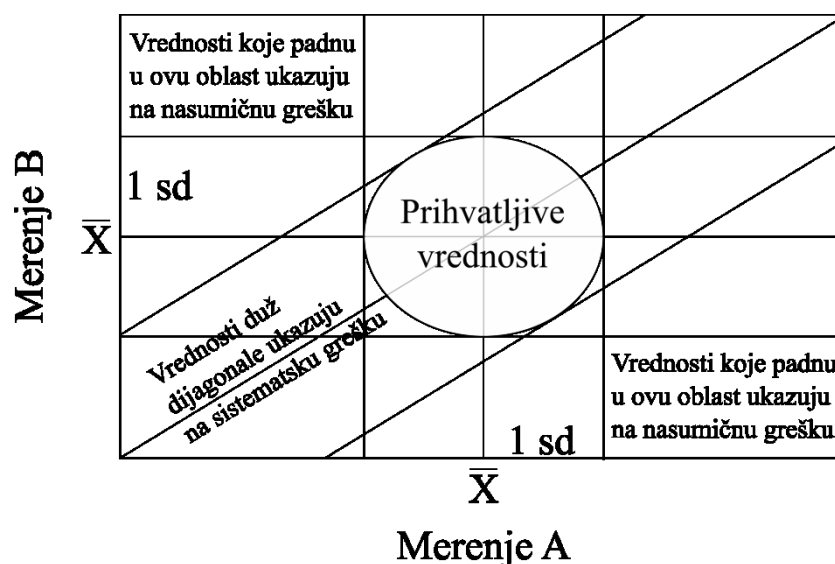 Vrednosti koje padnu
u ovu oblast ukazuju
na nasumičnu grešku
1 sd
Merenje B
X̿
Prihvatljive
vrednosti
Vrednosti duž
dijagonale ukazuju
na sistematsku grešku
Vrednosti koje padnu
u ovu oblast ukazuju
na nasumičnu grešku
1 sd
X̿
Merenje A